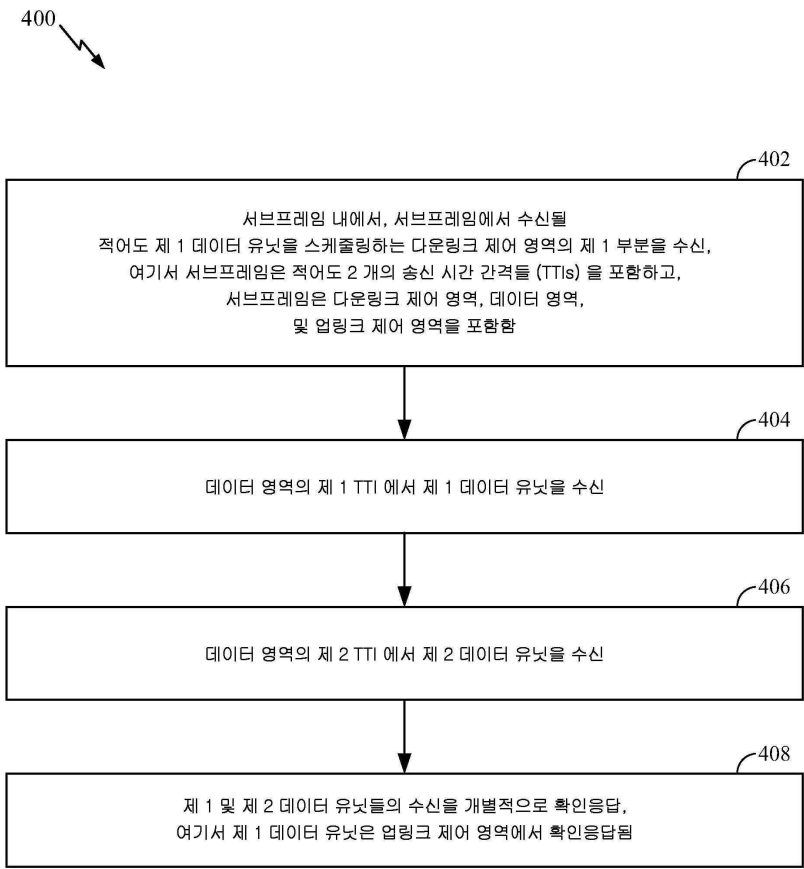 400
402
서브프레임 내에서, 서브프레임에서 수신될
적어도 제 1 데이터 유닛을 스케줄링하는 다운링크 제어 영역의 제 1 부분을 수신,
여기서 서브프레임은 적어도 2 개의 송신 시간 간격들 (TTIs) 을 포함하고,
서브프레임은 다운링크 제어 영역, 데이터 영역,
및 업링크 제어 영역을 포함함
404
데이터 영역의 제 1 TTI 에서 제 1 데이터 유닛을 수신
406
데이터 영역의 제 2 TTI 에서 제 2 데이터 유닛을 수신
408
제 1 및 제 2 데이터 유닛들의 수신을 개별적으로 확인응답,
여기서 제 1 데이터 유닛은 업링크 제어 영역에서 확인응답됨